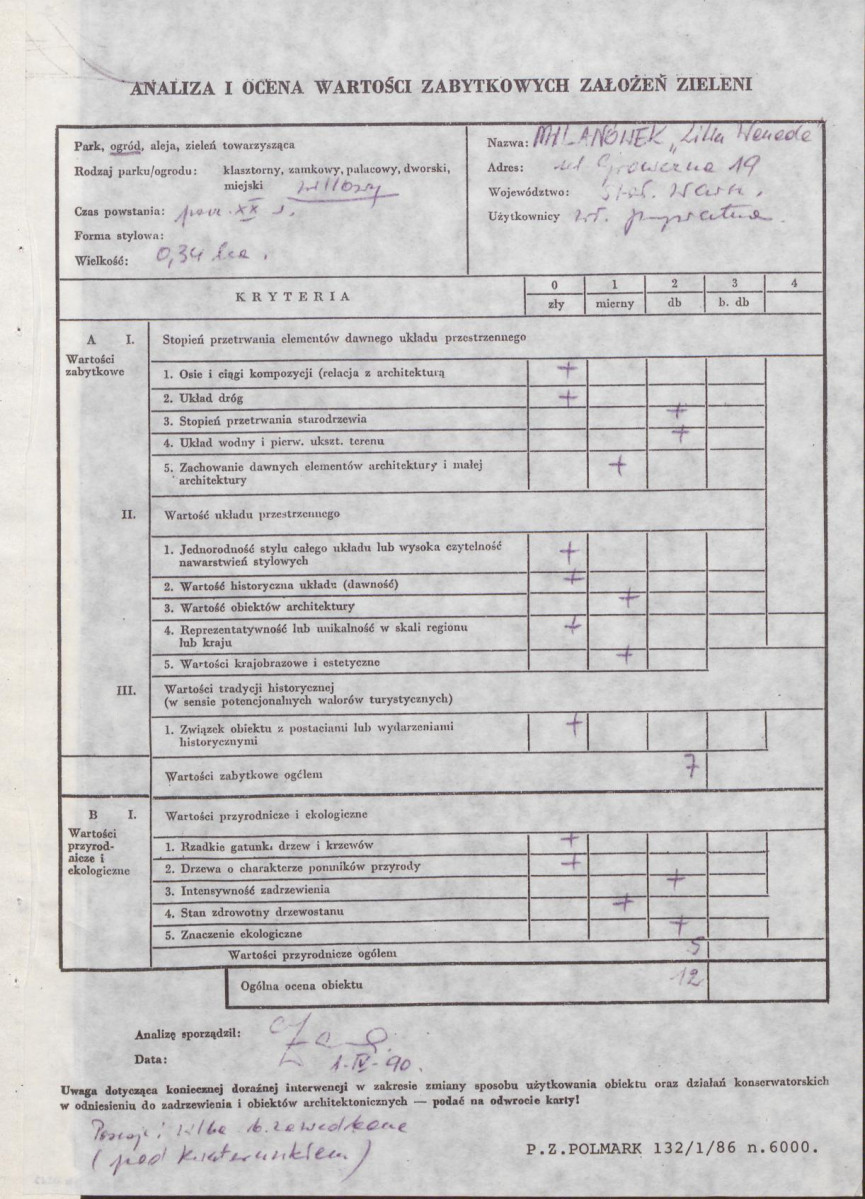 ANALIZA I OCENA WARTOŚCI ZABYTKOWYCH ZAŁOŻEŃ ZIELENI
Park, ogród, aleja, zieleń towarzysząca
Rodzaj parku/ogrodu: klasztorny, zamkowy, pałacowy, dworski,
miejski willowy
Czas powstania: pocz. XX w.
Forma stylowa:
Wielkość: 0,34 ha.
Nazwa: MILANÓWEK „Lilla Weneda"
Adres: ul Growerna 19
Województwo: Stoł. Warsz.
Użytkownicy wł. prywatna.
KRYTERIA
0 1 2 3 4
zły mierny db b. db
A I. Stopień przetrwania elementów dawnego układu przestrzennego
Wartości
zabytkowe
1. Osie i ciągi kompozycji (relacja z architekturą +
2. Układ dróg +
3. Stopień przetrwania starodrzewia +
4. Układ wodny i pierw. ukszt. terenu +
5. Zachowanie dawnych elementów architektury i małej +
architektury
II. Wartość układu przestrzennego
1. Jednorodność stylu całego układu lub wysoka czytelność +
nawarstwień stylowych
2. Wartość historyczna układu (dawność) +
3. Wartość obiektów architektury +
4. Reprezentatywność lub unikalność w skali regionu +
lub kraju
5. Wartości krajobrazowe i estetyczne +
III. Wartości tradycji historycznej
(w sensie potencjonalnych walorów turystycznych)
1. Związek obiektu z postaciami lub wydarzeniami +
historycznymi
Wartości zabytkowe ogółem 7
B I. Wartości przyrodnicze i ekologiczne
Wartości
przyrod-
nicze i
ekologiczne
1. Rzadkie gatunki drzew i krzewów +
2. Drzewa o charakterze pomników przyrody +
3. Intensywność zadrzewienia +
4. Stan zdrowotny drzewostanu +
5. Znaczenie ekologiczne +
Wartości przyrodnicze ogółem 5
Ogólna ocena obiektu 12
Analizę sporządził:
Data: 1-IV-90.
Uwaga dotycząca koniecznej doraźnej interwencji w zakresie zmiany sposobu użytkowania obiektu oraz działań konserwatorskich
w odniesieniu do zadrzewienia i obiektów architektonicznych — podać na odwrocie karty!
Posesja i willa b. zaniedbane
(pod kwaterunkiem)
P.Z.POLMARK 132/1/86 n.6000.